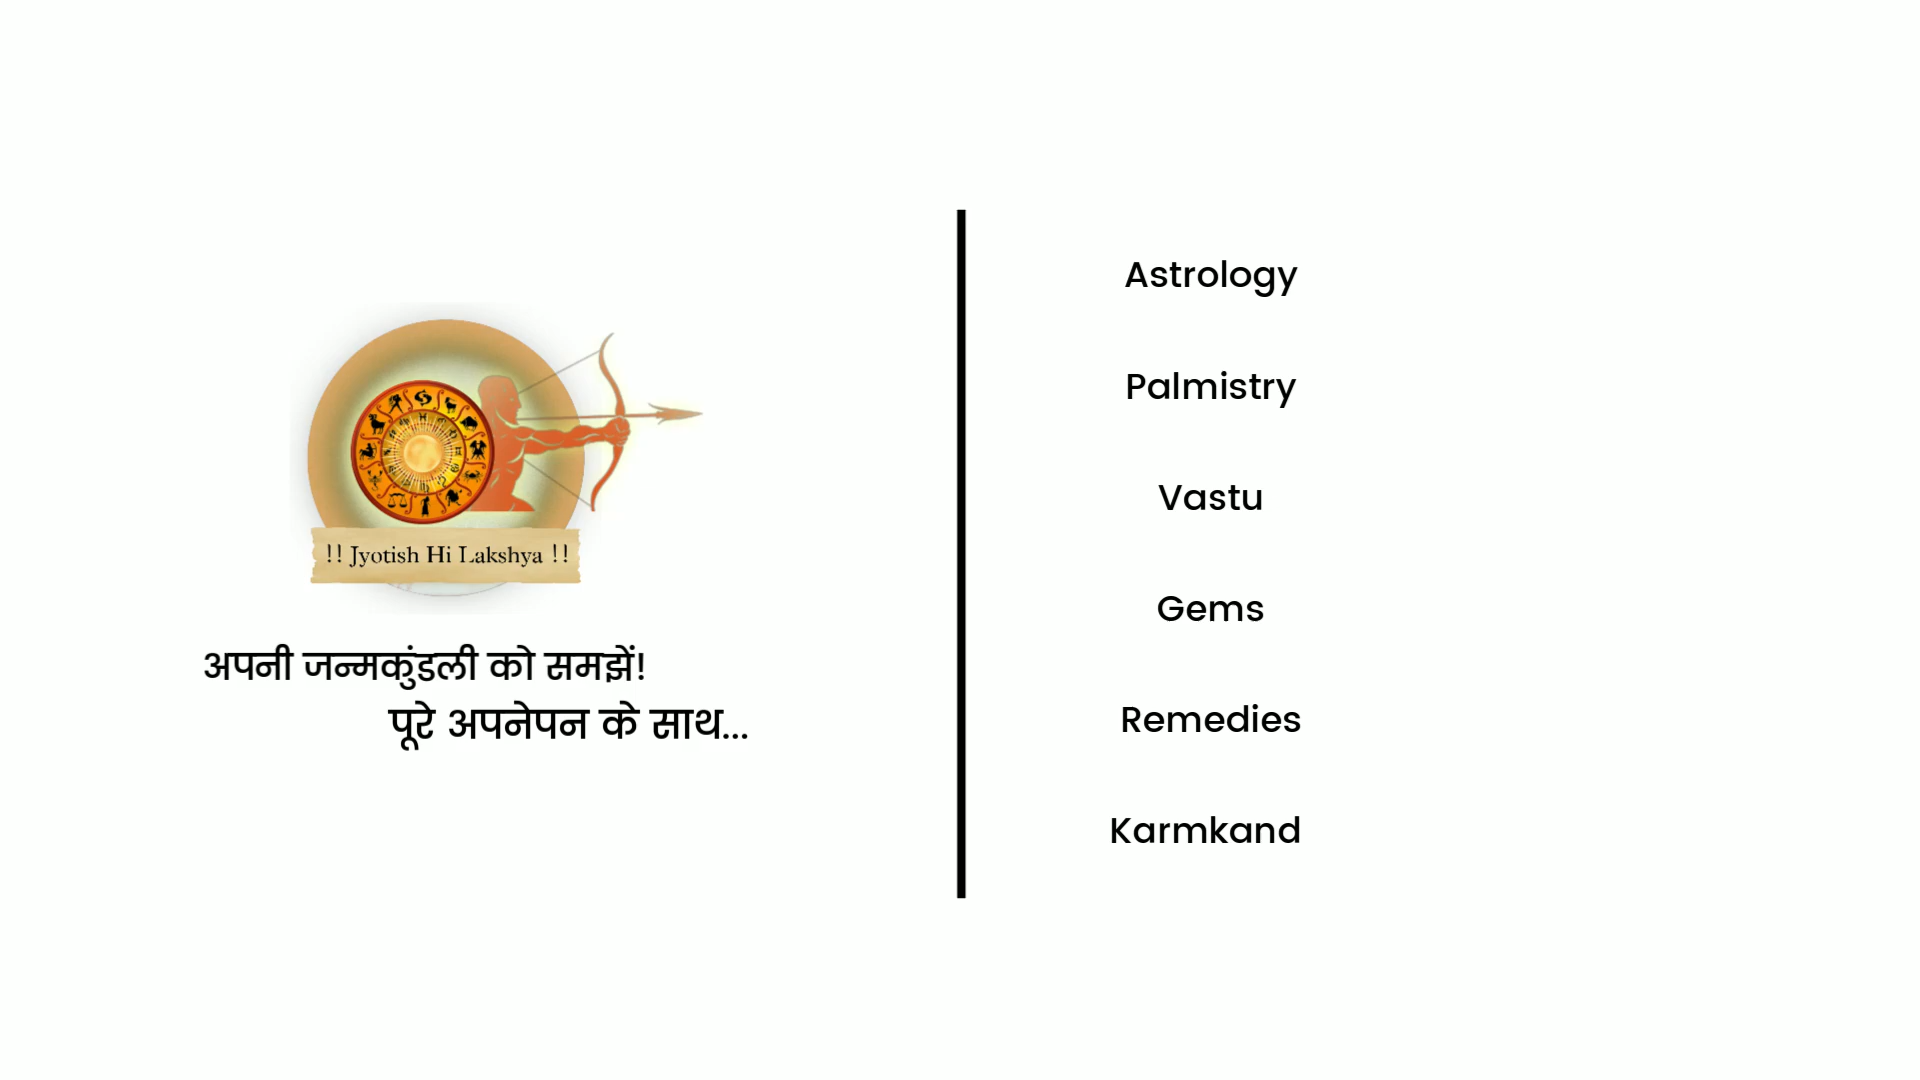 !! Jyotish Hi Lakshya !!
अपनी जन्मकुंडली को समझें!
पूरे अपनेपन के साथ...
Astrology
Palmistry
Vastu
Gems
Remedies
Karmkand